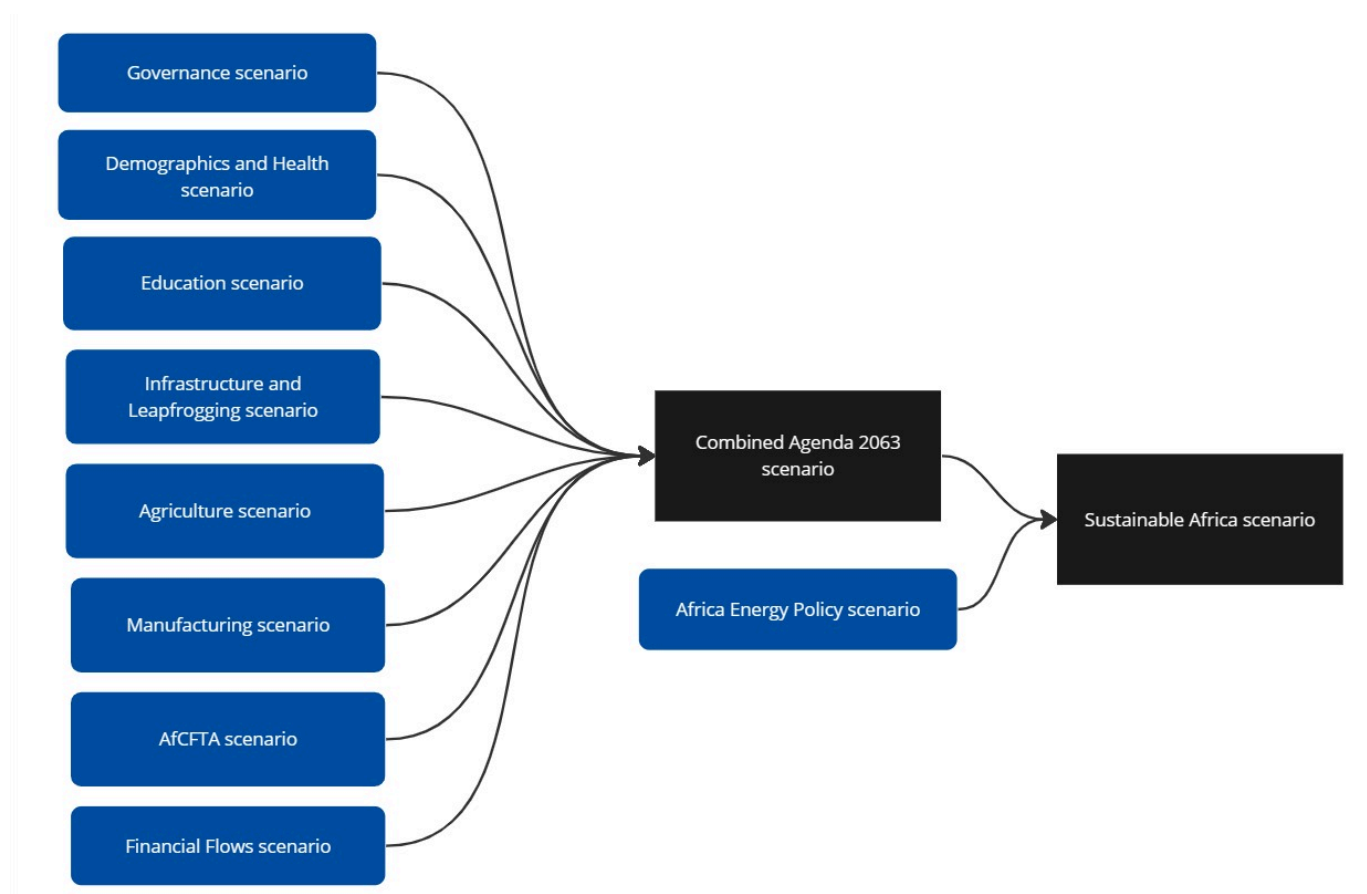 Governance scenario
Demographics and Health
scenario
Education scenario
Infrastructure and
Leapfrogging scenario
Agriculture scenario
Manufacturing scenario
AfCFTA scenario
Financial Flows scenario
Combined Agenda 2063
scenario
Africa Energy Policy scenario
Sustainable Africa scenario